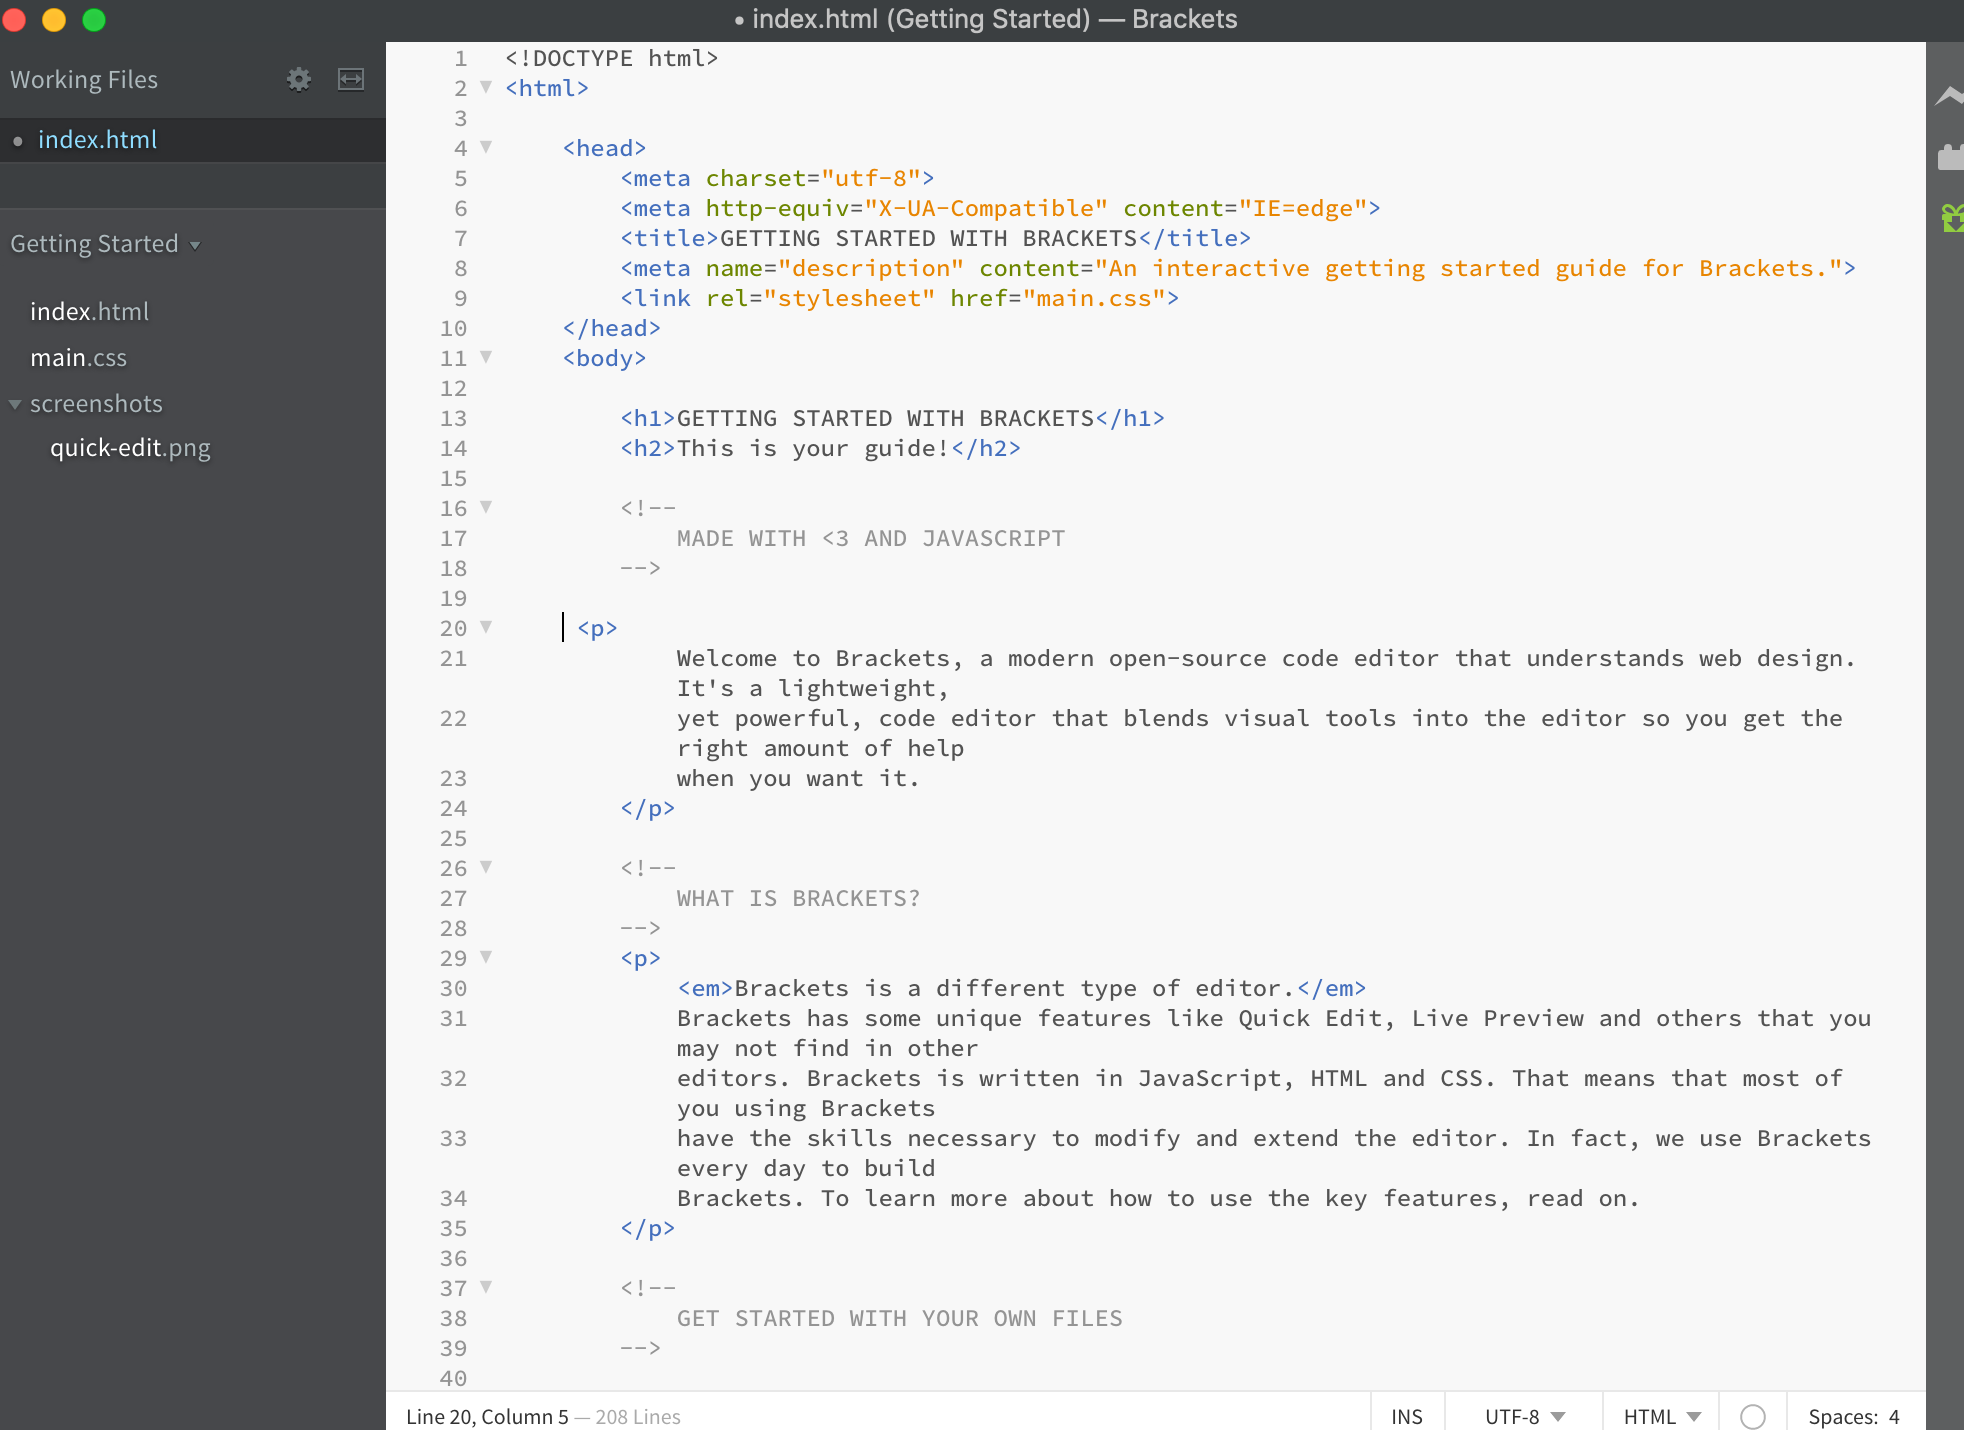 • index.html (Getting Started) — Brackets
Working Files
• index.html
Getting Started
index.html
main.css
screenshots
quick-edit.png
1 <!DOCTYPE html>
2 <html>
3
4 <head>
5 <meta charset="utf-8">
6 <meta http-equiv="X-UA-Compatible" content="IE=edge">
7 <title>GETTING STARTED WITH BRACKETS</title>
8 <meta name="description" content="An interactive getting started guide for Brackets.">
9 <link rel="stylesheet" href="main.css">
10 </head>
11 <body>
12
13 <h1>GETTING STARTED WITH BRACKETS</h1>
14 <h2>This is your guide!</h2>
15
16 <!--
17 MADE WITH <3 AND JAVASCRIPT
18 -->
19
20 <p>
21 Welcome to Brackets, a modern open-source code editor that understands web design.
It's a lightweight,
22 yet powerful, code editor that blends visual tools into the editor so you get the
right amount of help
23 when you want it.
24 </p>
25
26 <!--
27 WHAT IS BRACKETS?
28 -->
29 <p>
30 <em>Brackets is a different type of editor.</em>
31 Brackets has some unique features like Quick Edit, Live Preview and others that you
may not find in other
32 editors. Brackets is written in JavaScript, HTML and CSS. That means that most of
you using Brackets
33 have the skills necessary to modify and extend the editor. In fact, we use Brackets
every day to build
34 Brackets. To learn more about how to use the key features, read on.
35 </p>
36
37 <!--
38 GET STARTED WITH YOUR OWN FILES
39 -->
40
Line 20, Column 5 — 208 Lines
INS
UTF-8
HTML
Spaces: 4